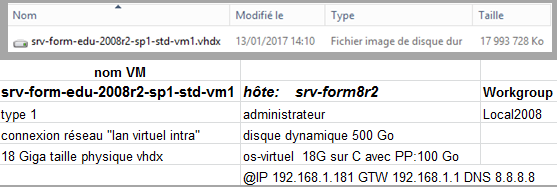 Nom Modifié le Type Taille
srv-form-edu-2008r2-sp1-std-vm1.vhdx 13/01/2017 14:10 Fichier image de disque dur 17 993 728 Ko
nom VM
srv-form-edu-2008r2-sp1-std-vm1 hôte: srv-form8r2 Workgroup
type 1 administrateur Local2008
connexion réseau "lan virtuel intra" disque dynamique 500 Go
18 Giga taille physique vhdx os-virtuel 18G sur C avec PP:100 Go
@IP 192.168.1.181 GTW 192.168.1.1 DNS 8.8.8.8